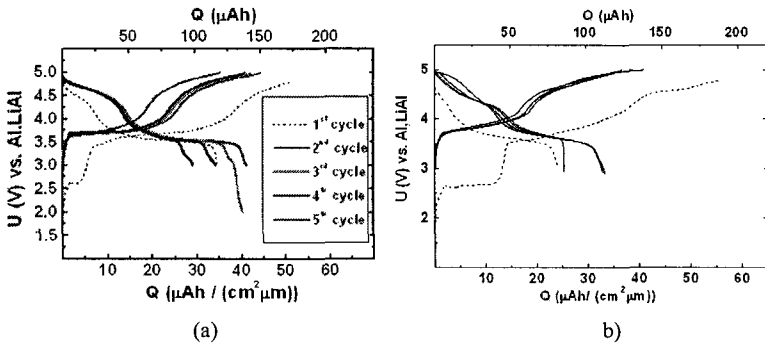 Q (µAh)
0 50 100 150 200
5.0
4.5
4.0
3.5
3.0
2.5
2.0
1.5
U (V) vs. Al,LiAl
1st cycle
2nd cycle
3rd cycle
4th cycle
5th cycle
0 10 20 30 40 50 60
Q (µAh / (cm²µm))
(a)
Q (µAh)
0 50 100 150 200
5
4
3
2
U (V) vs. Al,LiAl
0 10 20 30 40 50 60
Q (µAh/ (cm²µm))
b)